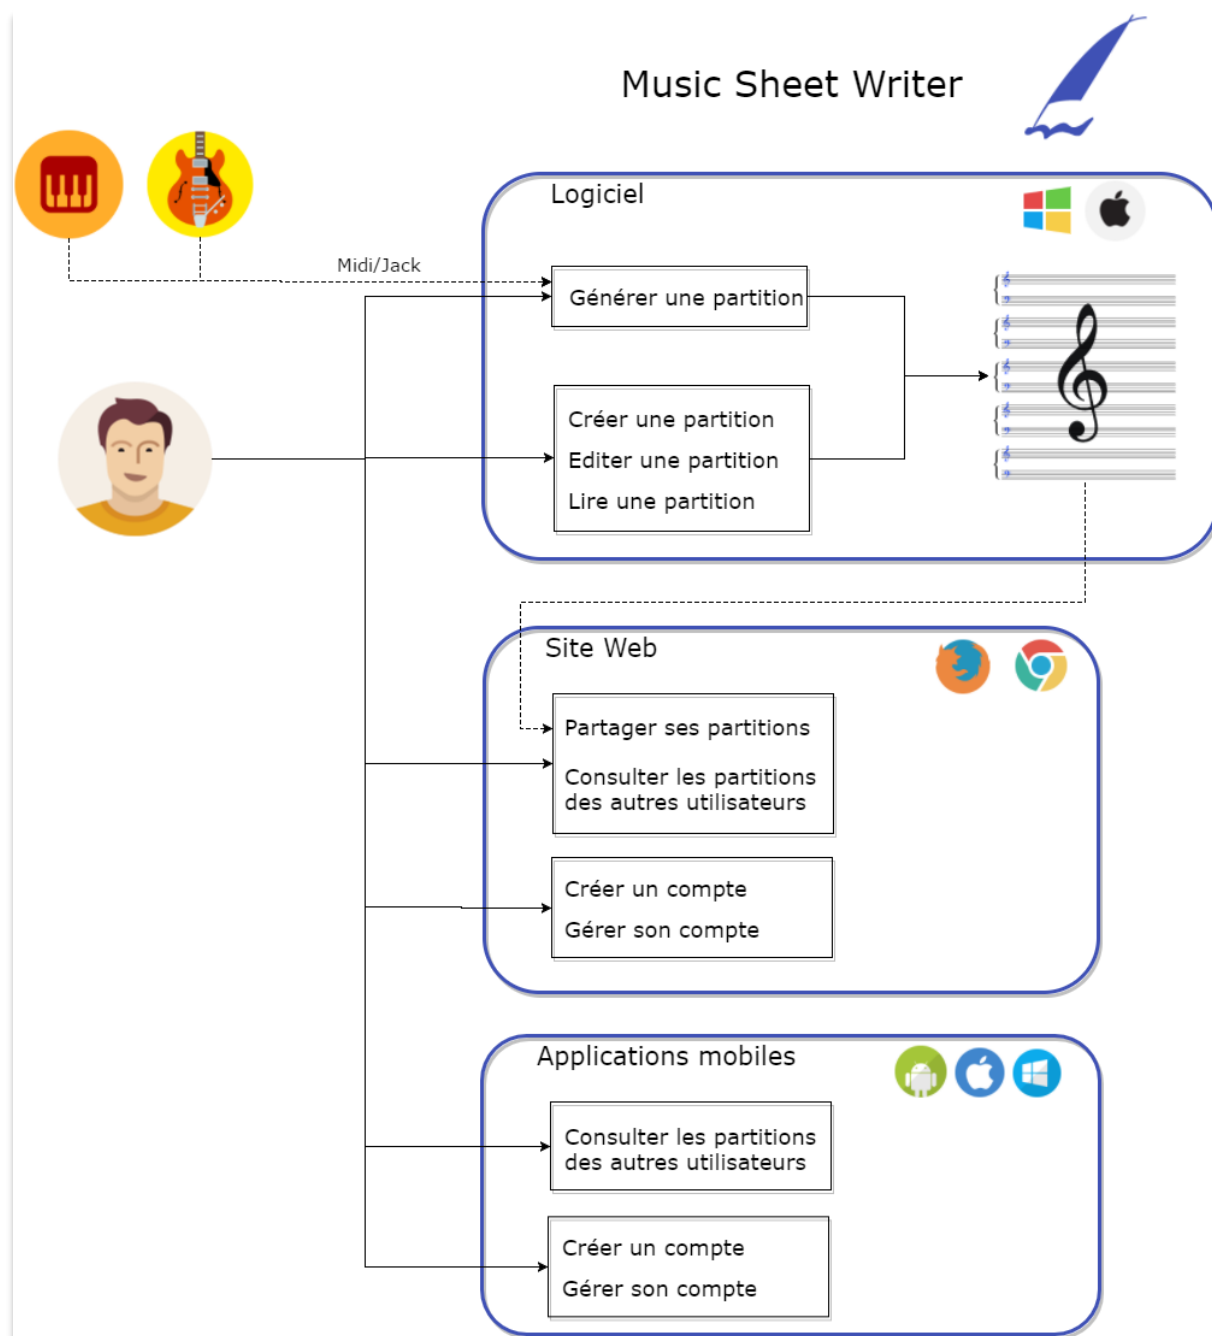 Music Sheet Writer
Logiciel
Midi/Jack
Générer une partition
Créer une partition
Editer une partition
Lire une partition
Site Web
Partager ses partitions
Consulter les partitions
des autres utilisateurs
Créer un compte
Gérer son compte
Applications mobiles
Consulter les partitions
des autres utilisateurs
Créer un compte
Gérer son compte